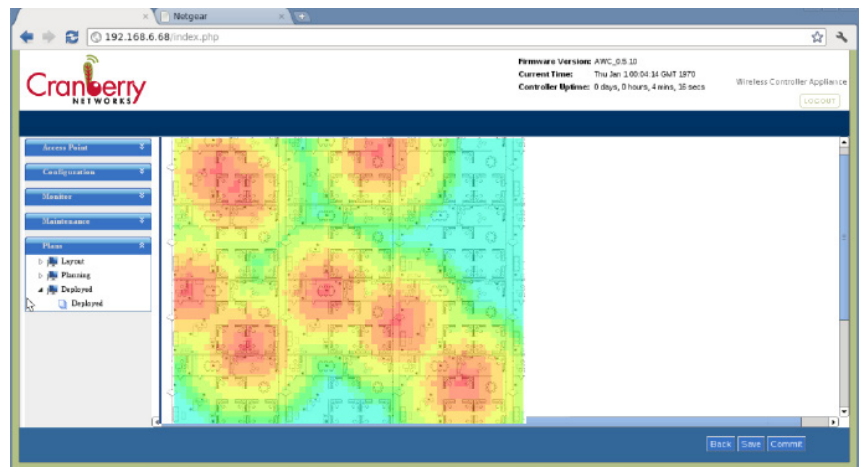 Netgear
192.168.6.68/index.php
Cranberry
NETWORKS
Firmware Version: AWC_0.5.10
Current Time: Thu Jan 1 00:04:14 GMT 1970
Controller Uptime: 0 days, 0 hours, 4 mins, 16 secs
Wireless Controller Appliance
LOGOUT
Access Point
Configuration
Monitor
Maintenance
Plans
Layout
Planning
Deployed
Deployed
Back
Save
Commit